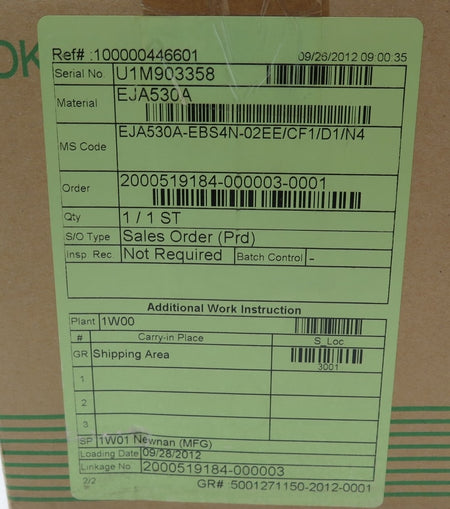 OK
Ref# :100000446601 09/26/2012 09:00:35
Serial No. U1M903358
Material EJA530A
MS Code EJA530A-EBS4N-02EE/CF1/D1/N4
Order 2000519184-000003-0001
Qty 1 / 1 ST
S/O Type Sales Order (Prd)
Insp Rec. Not Required Batch Control -
Additional Work Instruction
Plant 1W00
# Carry-in Place S_Loc
GR Shipping Area 3001
1
2
3
SP 1W01 Newnan (MFG)
Loading Date 09/28/2012
Linkage No 2000519184-000003
2/2 GR# :5001271150-2012-0001